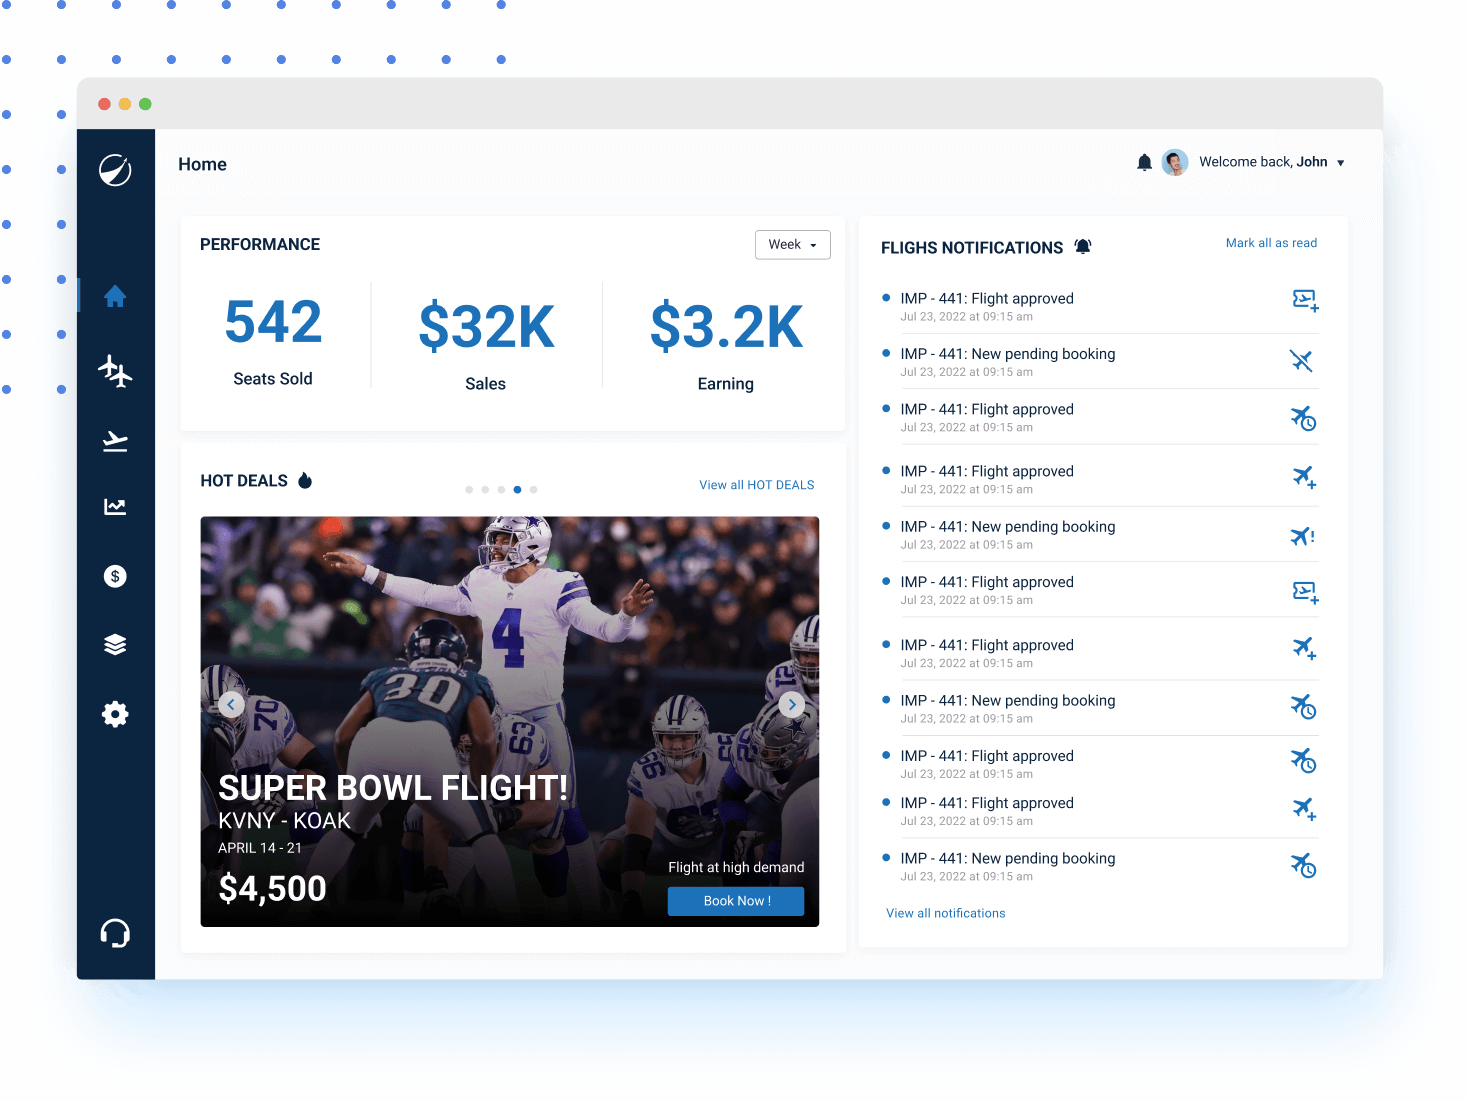 Home
Welcome back, John
PERFORMANCE
Week
542
Seats Sold
$32K
Sales
$3.2K
Earning
HOT DEALS
View all HOT DEALS
4
30
70
63
66
21
SUPER BOWL FLIGHT!
KVNY - KOAK
APRIL 14 - 21
$4,500
Flight at high demand
Book Now !
FLIGHS NOTIFICATIONS
Mark all as read
IMP - 441: Flight approved
Jul 23, 2022 at 09:15 am
IMP - 441: New pending booking
Jul 23, 2022 at 09:15 am
IMP - 441: Flight approved
Jul 23, 2022 at 09:15 am
IMP - 441: Flight approved
Jul 23, 2022 at 09:15 am
IMP - 441: New pending booking
Jul 23, 2022 at 09:15 am
IMP - 441: Flight approved
Jul 23, 2022 at 09:15 am
IMP - 441: Flight approved
Jul 23, 2022 at 09:15 am
IMP - 441: New pending booking
Jul 23, 2022 at 09:15 am
IMP - 441: Flight approved
Jul 23, 2022 at 09:15 am
IMP - 441: Flight approved
Jul 23, 2022 at 09:15 am
IMP - 441: New pending booking
Jul 23, 2022 at 09:15 am
View all notifications